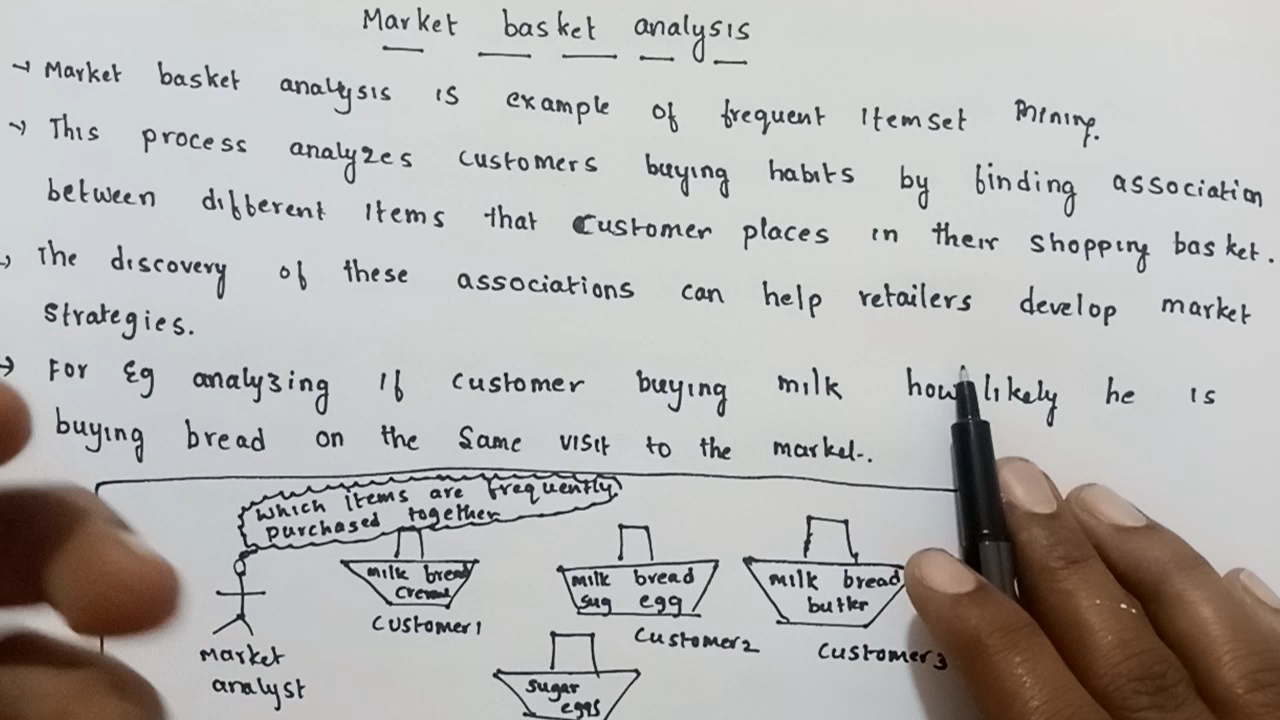 Market basket analysis
→ Market basket analysis is example of frequent itemset Mining.
→ This process analyzes customers buying habits by finding association
between different items that customer places in their shopping basket.
→ The discovery of these associations can help retailers develop market
strategies.
→ For Eg analyzing if customer buying milk how likely he is
buying bread on the same visit to the market.
which items are frequently
purchased together
milk bread
milk bread
sug egg
milk bread
butter
customer1
customer2
customer3
market
analyst
sugar
eggs